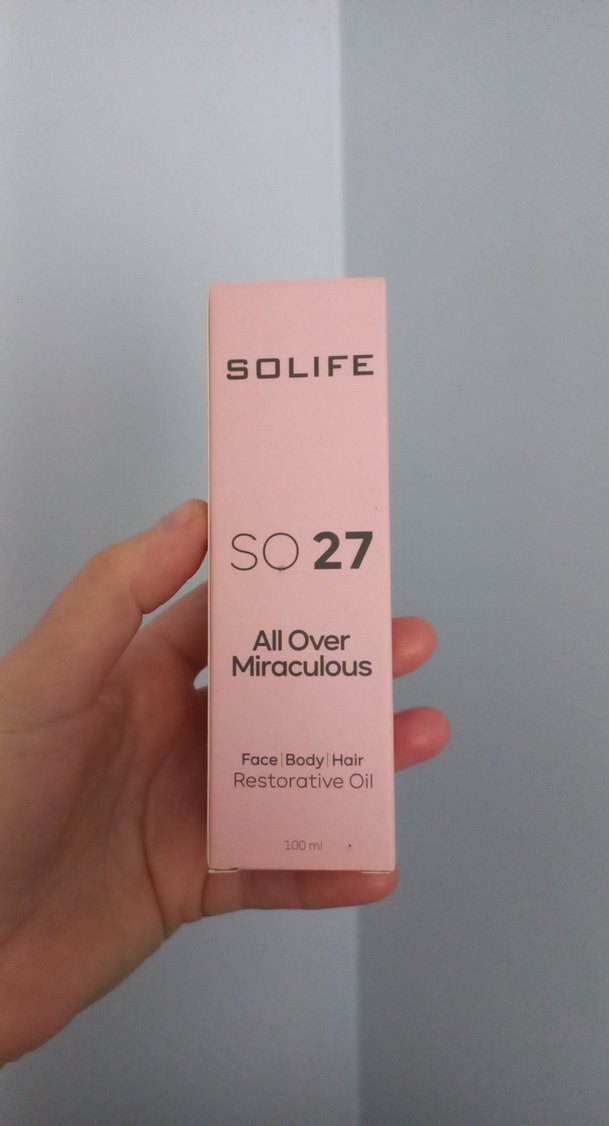 SOLIFE
SO 27
All Over
Miraculous
Face | Body | Hair
Restorative Oil
100 ml